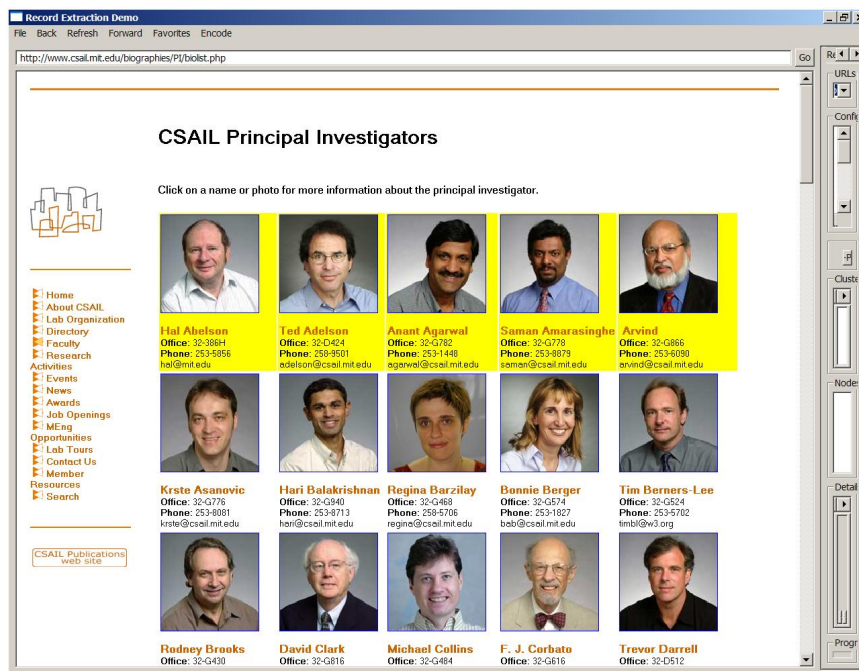 Record Extraction Demo
File Back Refresh Forward Favorites Encode
http://www.csail.mit.edu/biographies/PI/biolist.php
Go
URLs
Config
Cluste
Nodes
Detail
Progr
CSAIL Principal Investigators
Click on a name or photo for more information about the principal investigator.
Home
About CSAIL
Lab Organization
Directory
Faculty
Research
Activities
Events
News
Awards
Job Openings
MEng
Opportunities
Lab Tours
Contact Us
Member
Resources
Search
CSAIL Publications
web site
Hal Abelson Ted Adelson Anant Agarwal Saman Amarasinghe Arvind
Office: 32-386H Office: 32-D424 Office: 32-G782 Office: 32-G778 Office: 32-G866
Phone: 253-5856 Phone: 258-9501 Phone: 253-1448 Phone: 253-8879 Phone: 253-6090
hal@mit.edu adelson@csail.mit.edu agarwal@csail.mit.edu saman@csail.mit.edu arvind@csail.mit.edu
Krste Asanovic Hari Balakrishnan Regina Barzilay Bonnie Berger Tim Berners-Lee
Office: 32-G776 Office: 32-G940 Office: 32-G468 Office: 32-G574 Office: 32-G524
Phone: 253-8081 Phone: 253-8713 Phone: 258-5706 Phone: 253-1827 Phone: 253-5702
krste@csail.mit.edu hari@csail.mit.edu regina@csail.mit.edu bab@csail.mit.edu timbl@w3.org
Rodney Brooks David Clark Michael Collins F. J. Corbato Trevor Darrell
Office: 32-G430 Office: 32-G816 Office: 32-G484 Office: 32-G616 Office: 32-D512